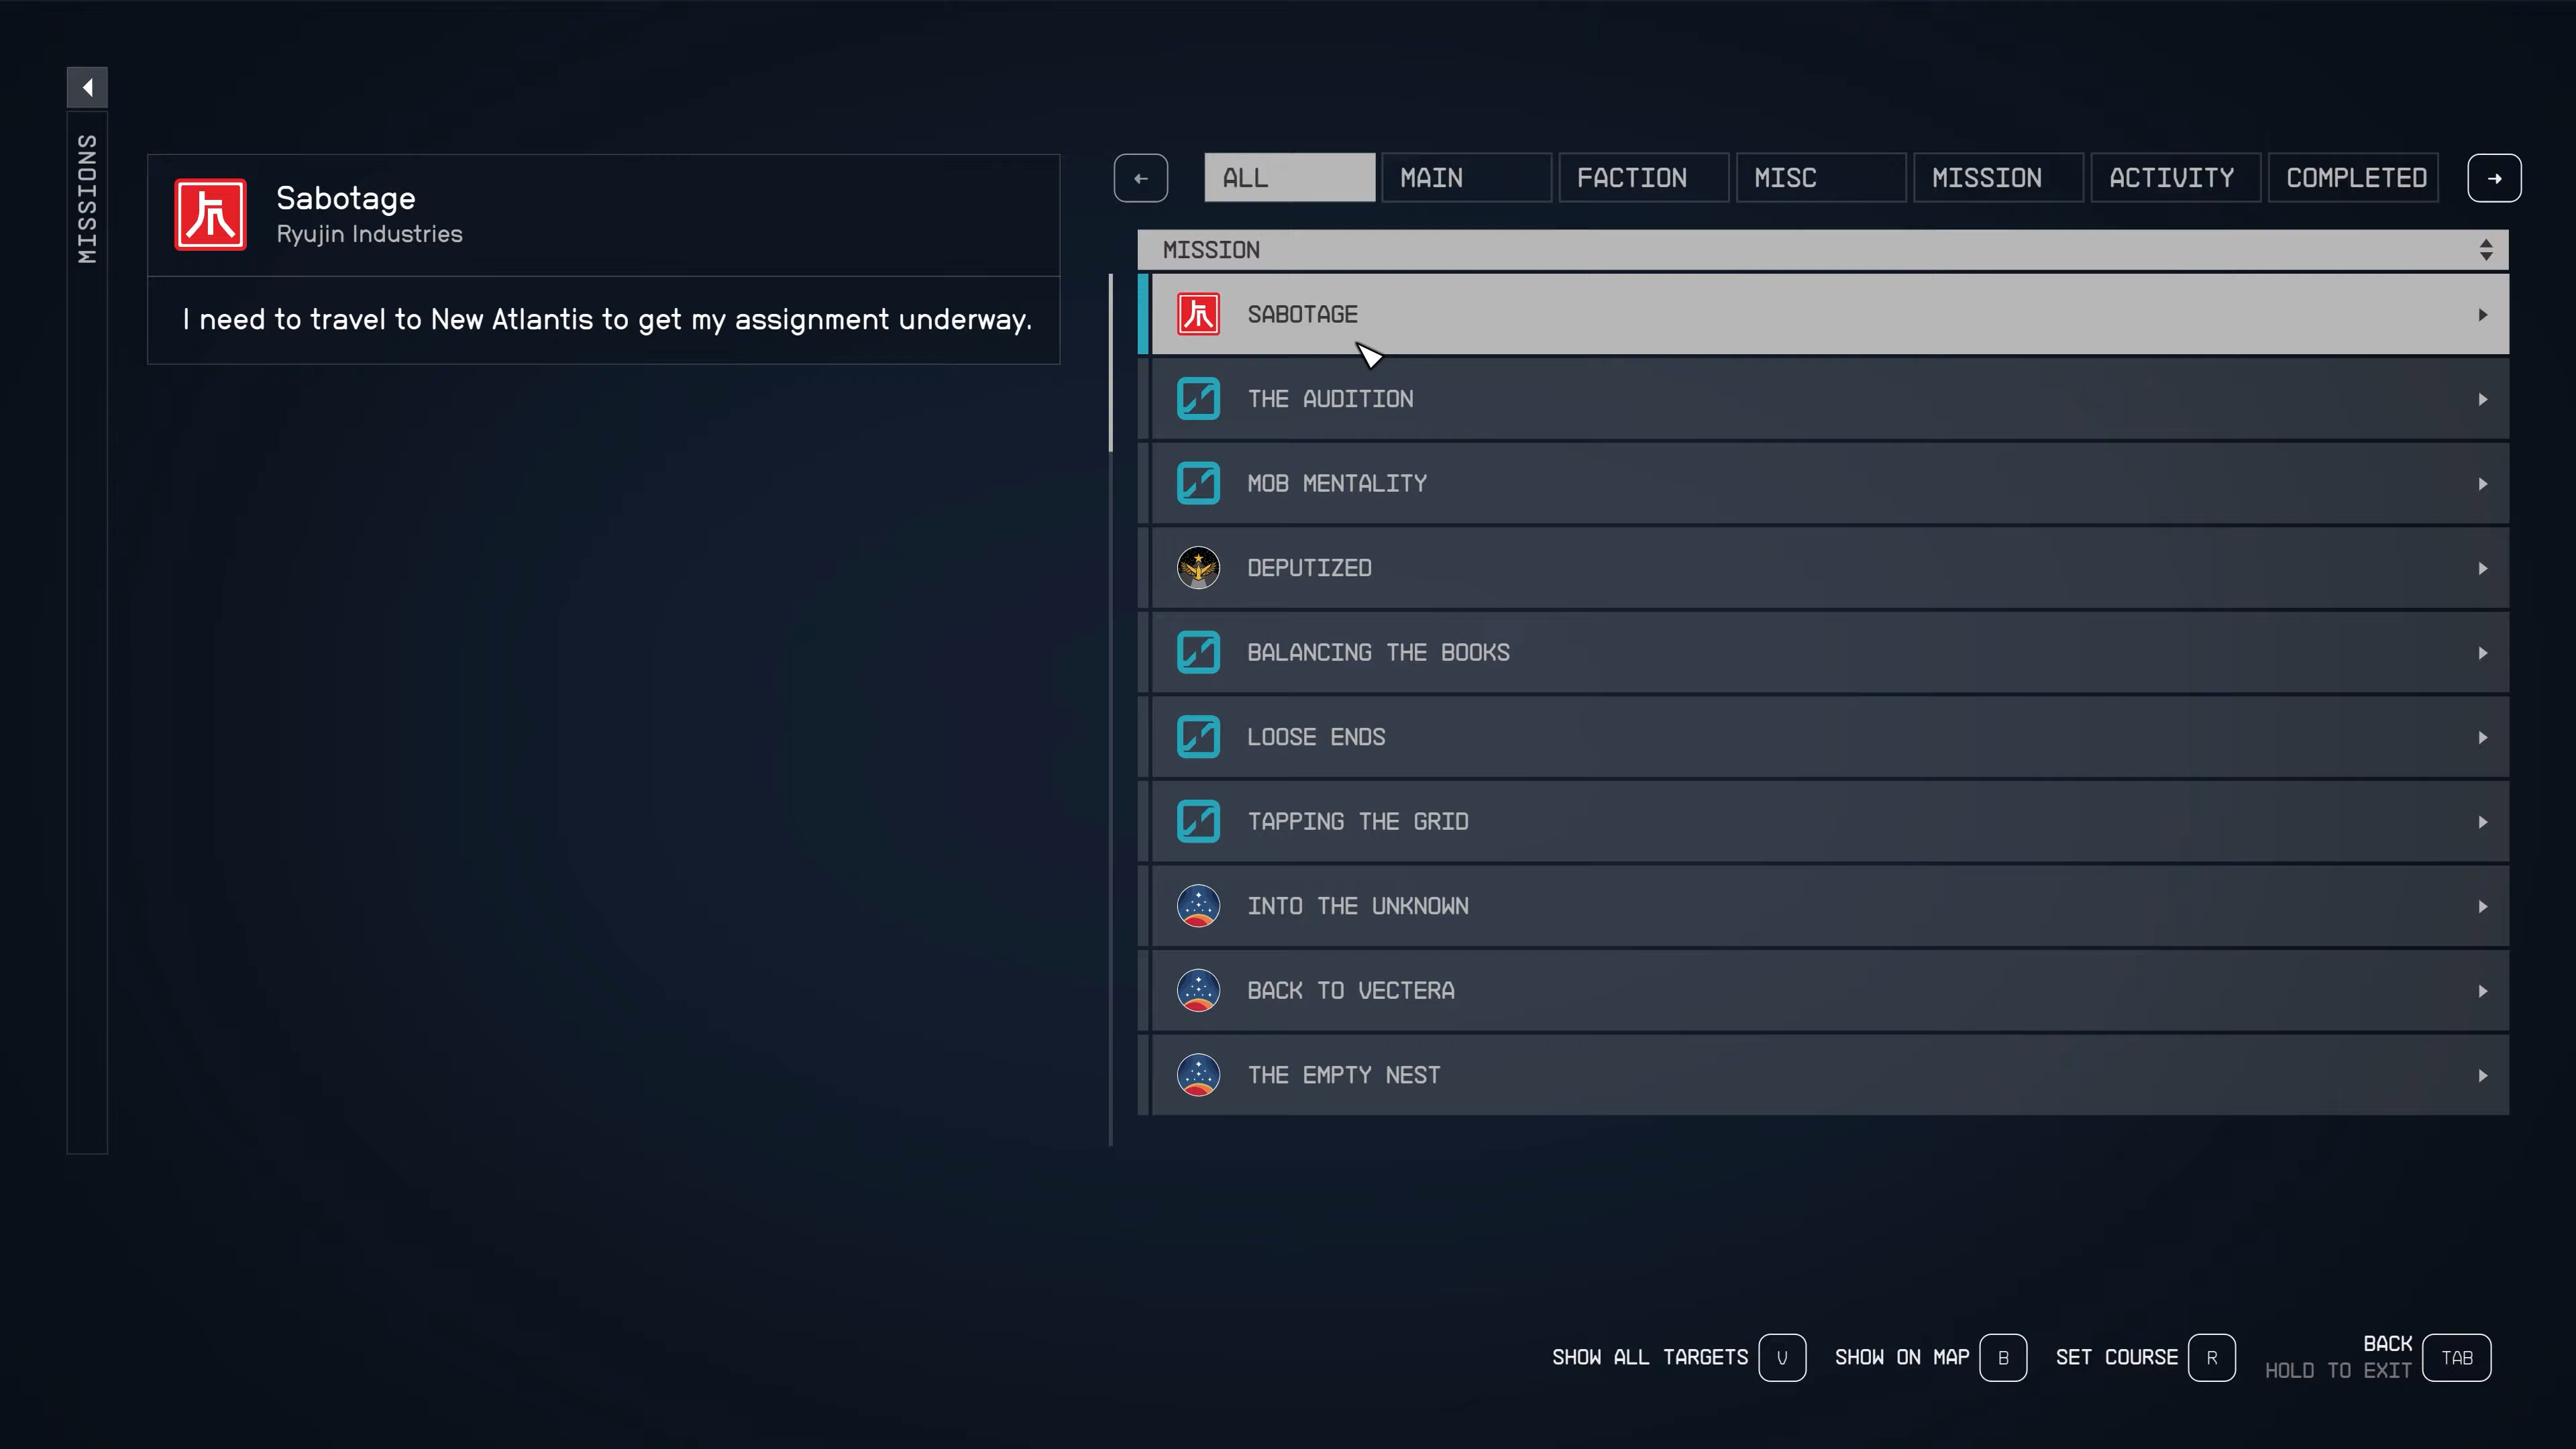 MISSIONS
Sabotage
Ryujin Industries
I need to travel to New Atlantis to get my assignment underway.
ALL
MAIN
FACTION
MISC
MISSION
ACTIVITY
COMPLETED
MISSION
SABOTAGE
THE AUDITION
MOB MENTALITY
DEPUTIZED
BALANCING THE BOOKS
LOOSE ENDS
TAPPING THE GRID
INTO THE UNKNOWN
BACK TO VECTERA
THE EMPTY NEST
SHOW ALL TARGETS V
SHOW ON MAP B
SET COURSE R
BACK
HOLD TO EXIT
TAB